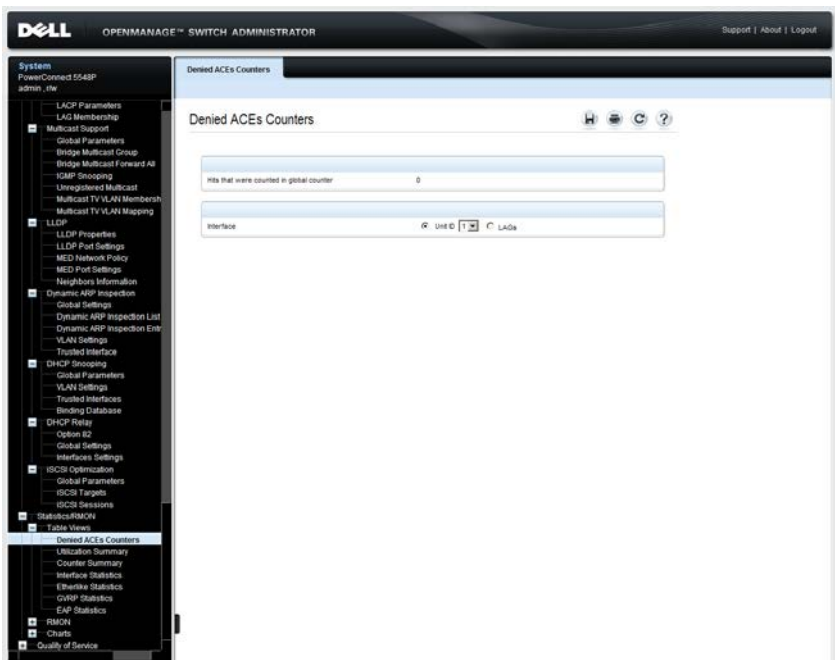 DELL
OPENMANAGE™ SWITCH ADMINISTRATOR
Support | About | Logout
System
PowerConnect 5548P
admin , r/w
LACP Parameters
LAG Membership
Multicast Support
Global Parameters
Bridge Multicast Group
Bridge Multicast Forward All
IGMP Snooping
Unregistered Multicast
Multicast TV VLAN Membersh
Multicast TV VLAN Mapping
LLDP
LLDP Properties
LLDP Port Settings
MED Network Policy
MED Port Settings
Neighbors Information
Dynamic ARP Inspection
Global Settings
Dynamic ARP Inspection List
Dynamic ARP Inspection Entr
VLAN Settings
Trusted Interface
DHCP Snooping
Global Parameters
VLAN Settings
Trusted Interfaces
Binding Database
DHCP Relay
Option 82
Global Settings
Interfaces Settings
iSCSI Optimization
Global Parameters
iSCSI Targets
iSCSI Sessions
Statistics/RMON
Table Views
Denied ACEs Counters
Utilization Summary
Counter Summary
Interface Statistics
Etherlike Statistics
GVRP Statistics
EAP Statistics
RMON
Charts
Quality of Service
Denied ACEs Counters
Denied ACEs Counters
Hits that were counted in global counter 0
Interface Unit ID 1 LAGs